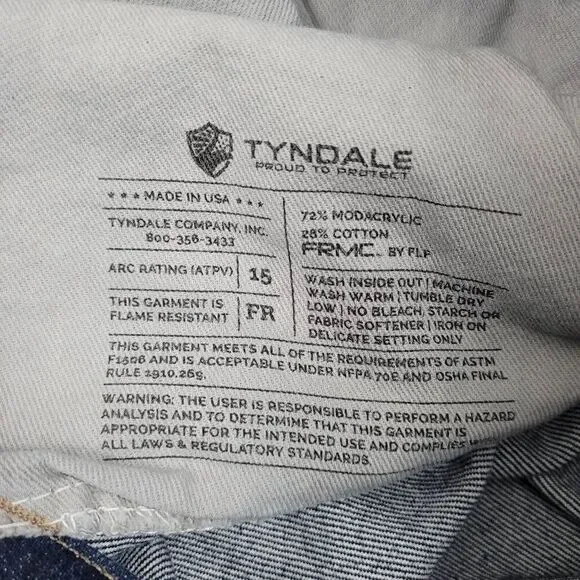 TYNDALE
PROUD TO PROTECT
*** MADE IN USA ***
TYNDALE COMPANY, INC.
800-356-3433
ARC RATING (ATPV) 15
THIS GARMENT IS
FLAME RESISTANT
FR
72% MODACRYLIC
28% COTTON
FRMC BY FLP
WASH INSIDE OUT | MACHINE
WASH WARM | TUMBLE DRY
LOW | NO BLEACH, STARCH OR
FABRIC SOFTENER | IRON ON
DELICATE SETTING ONLY
THIS GARMENT MEETS ALL OF THE REQUIREMENTS OF ASTM
F1506 AND IS ACCEPTABLE UNDER NFPA 70E AND OSHA FINAL
RULE 1910.269.
WARNING: THE USER IS RESPONSIBLE TO PERFORM A HAZARD
ANALYSIS AND TO DETERMINE THAT THIS GARMENT IS
APPROPRIATE FOR THE INTENDED USE AND COMPLIES
ALL LAWS & REGULATORY STANDARDS.